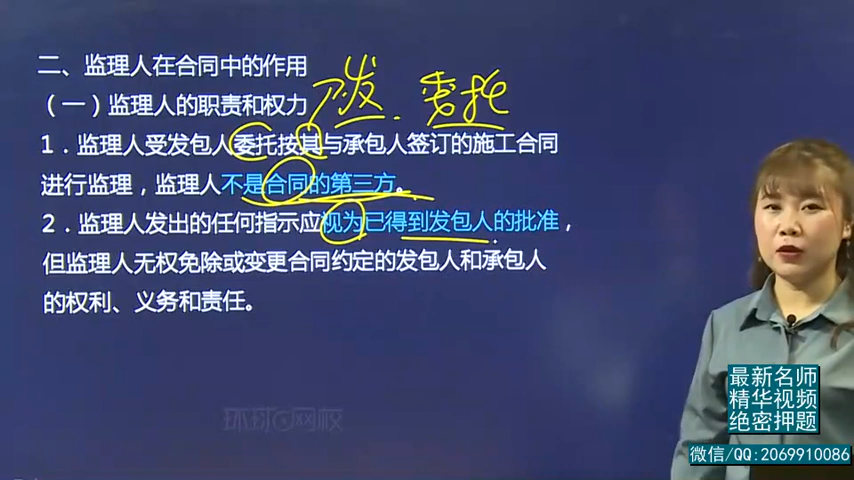 二、监理人在合同中的作用
（一）监理人的职责和权力
发.委托
1．监理人受发包人委托按其与承包人签订的施工合同
进行监理，监理人不是合同的第三方。
2．监理人发出的任何指示应视为已得到发包人的批准，
但监理人无权免除或变更合同约定的发包人和承包人
的权利、义务和责任。
环球网校
最新名师
精华视频
绝密押题
微信/QQ:2069910086